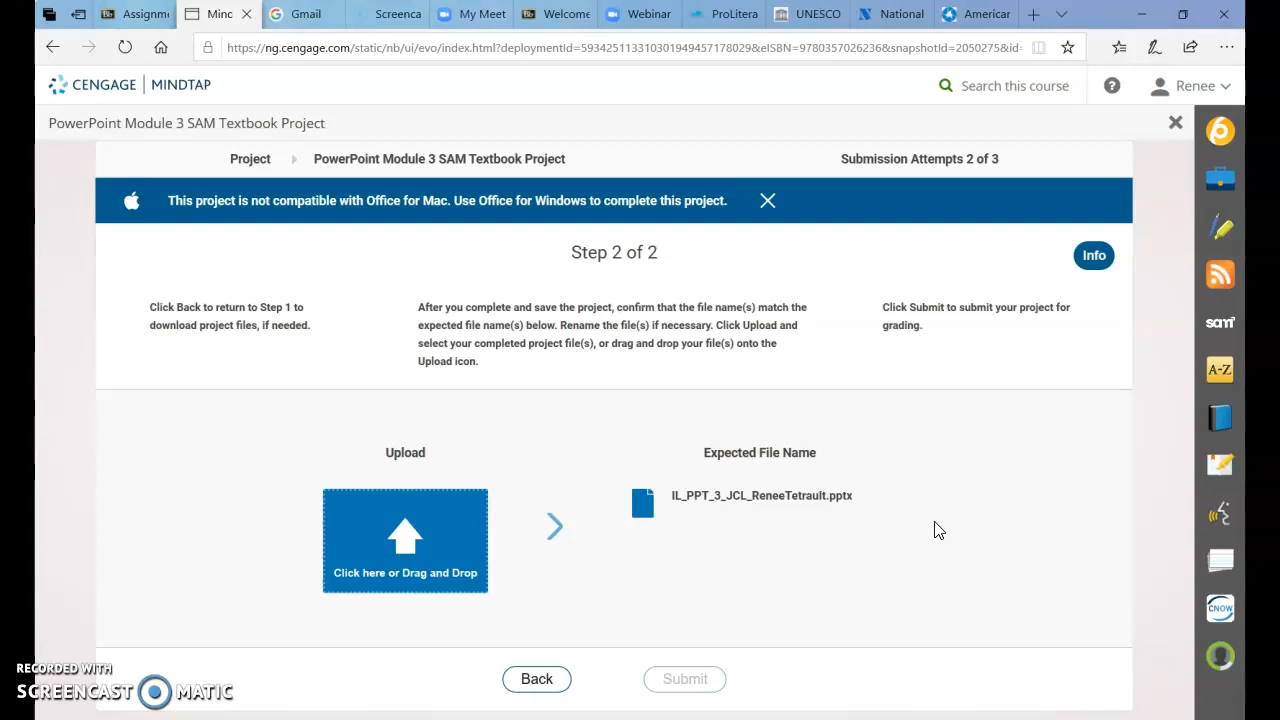 Assignm
Minc
Gmail
Screenca
My Meet
Welcome
Webinar
ProLitera
UNESCO
National
Americar
https://ng.cengage.com/static/nb/ui/evo/index.html?deploymentId=59342511331031949457178029&eISBN=9780357026236&snapshotId=2050275&id=
CENGAGE | MINDTAP
Search this course
Renee
PowerPoint Module 3 SAM Textbook Project
Project
PowerPoint Module 3 SAM Textbook Project
Submission Attempts 2 of 3
This project is not compatible with Office for Mac. Use Office for Windows to complete this project.
Step 2 of 2
Info
Click Back to return to Step 1 to
download project files, if needed.
After you complete and save the project, confirm that the file name(s) match the
expected file name(s) below. Rename the file(s) if necessary. Click Upload and
select your completed project file(s), or drag and drop your file(s) onto the
Upload icon.
Click Submit to submit your project for
grading.
Upload
Expected File Name
IL_PPT_3_JCL_ReneeTetrault.pptx
Click here or Drag and Drop
Back
Submit
sam
A-Z
CNOW
RECORDED WITH
SCREENCAST MATIC